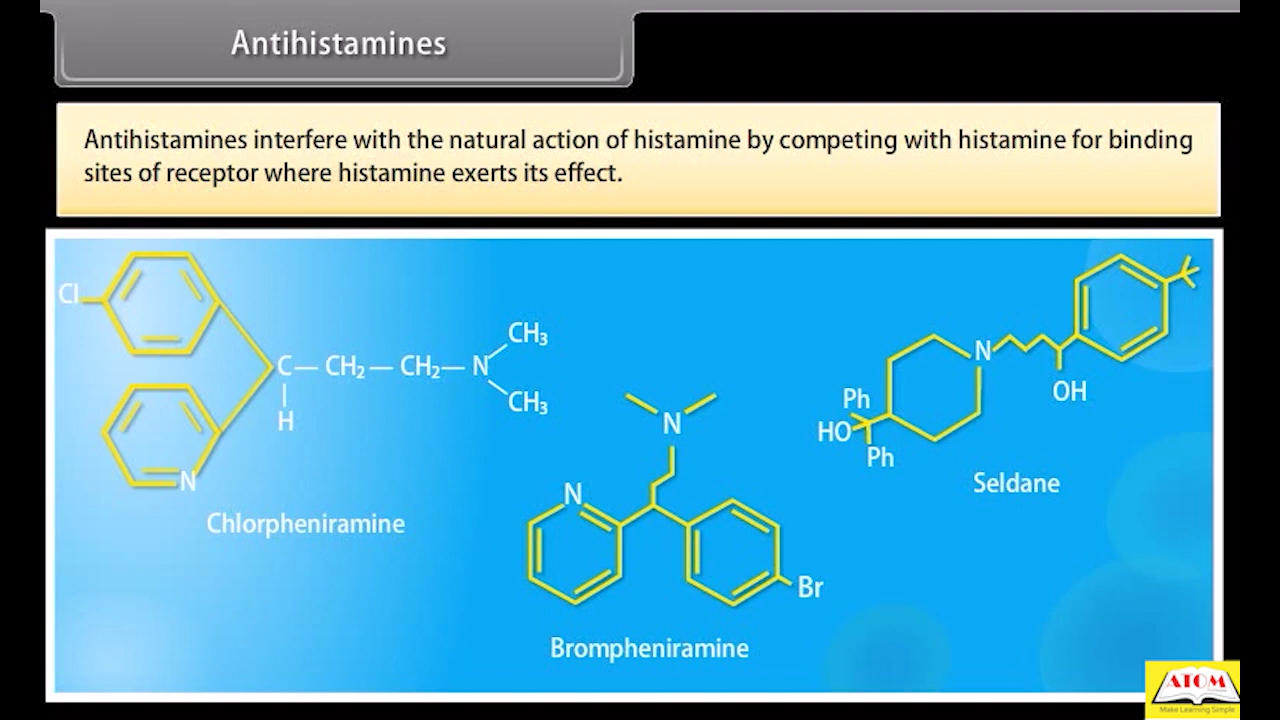 Antihistamines
Antihistamines interfere with the natural action of histamine by competing with histamine for binding
sites of receptor where histamine exerts its effect.
Cl
C — CH₂ — CH₂ — N
CH₃
CH₃
H
N
Chlorpheniramine
N
N
Br
Brompheniramine
N
OH
Ph
HO
Ph
Seldane
ATOM
Make Learning Simple